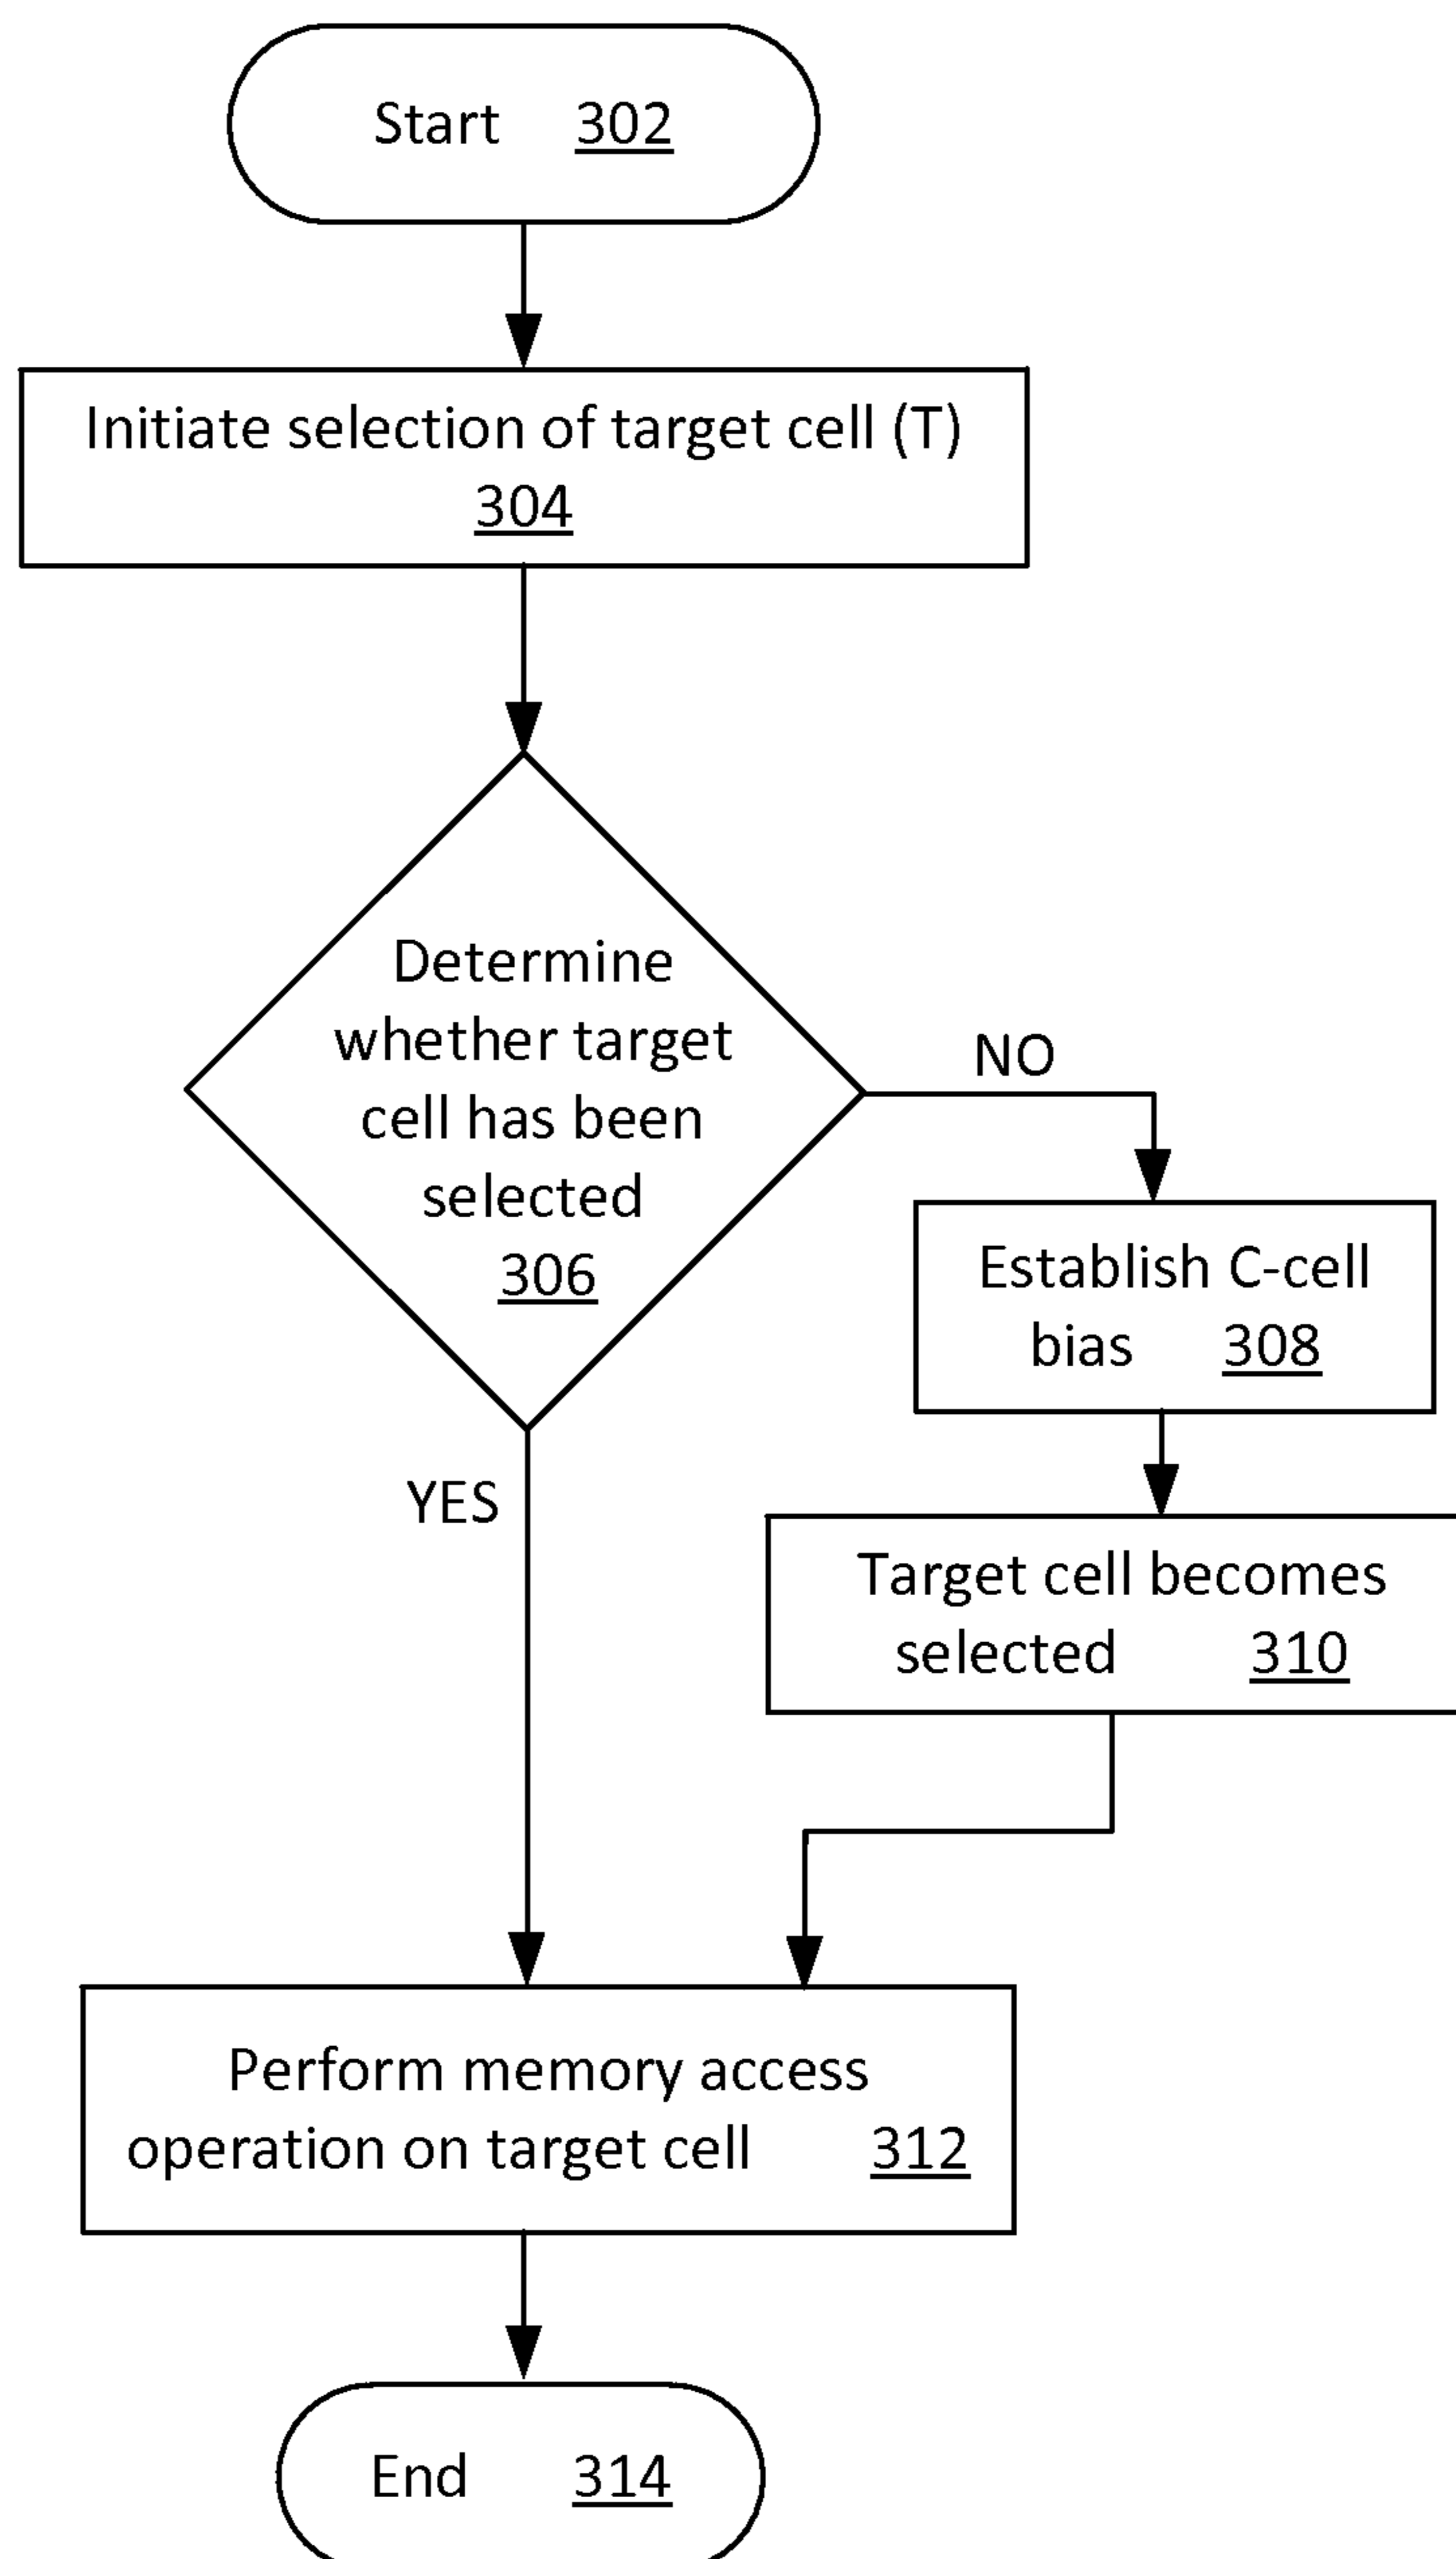 Start 302
Initiate selection of target cell (T)
304
Determine
whether target
cell has been
selected
306
NO
Establish C-cell
bias 308
YES
Target cell becomes
selected 310
Perform memory access
operation on target cell 312
End 314